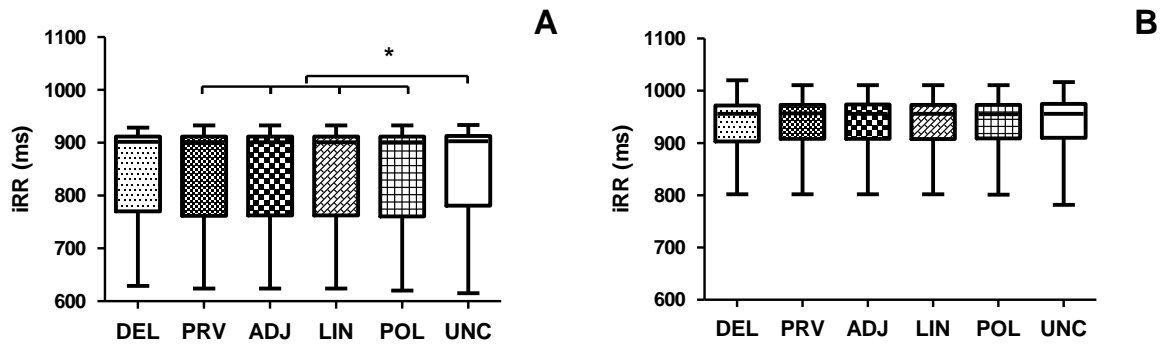 A
1100
1000
900
800
700
600
iRR (ms)
*
DEL PRV ADJ LIN POL UNC
B
1100
1000
900
800
700
600
iRR (ms)
DEL PRV ADJ LIN POL UNC